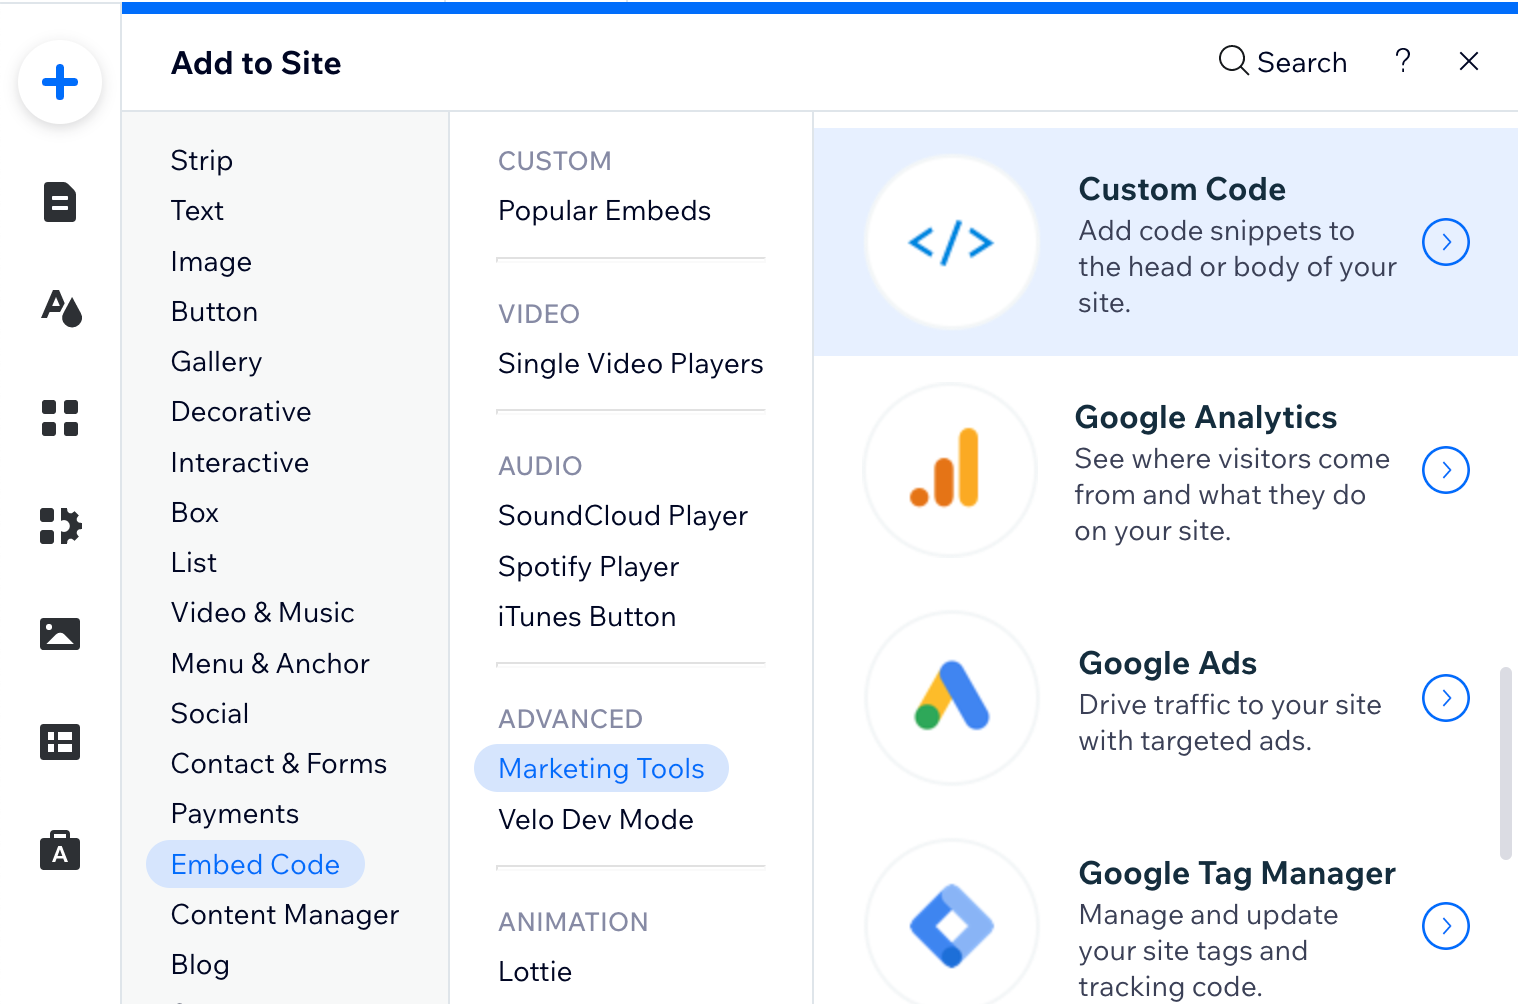 Add to Site
Search
?
Strip
Text
Image
Button
Gallery
Decorative
Interactive
Box
List
Video & Music
Menu & Anchor
Social
Contact & Forms
Payments
Embed Code
Content Manager
Blog
CUSTOM
Popular Embeds
VIDEO
Single Video Players
AUDIO
SoundCloud Player
Spotify Player
iTunes Button
ADVANCED
Marketing Tools
Velo Dev Mode
ANIMATION
Lottie
Custom Code
Add code snippets to
the head or body of your
site.
Google Analytics
See where visitors come
from and what they do
on your site.
Google Ads
Drive traffic to your site
with targeted ads.
Google Tag Manager
Manage and update
your site tags and
tracking code.